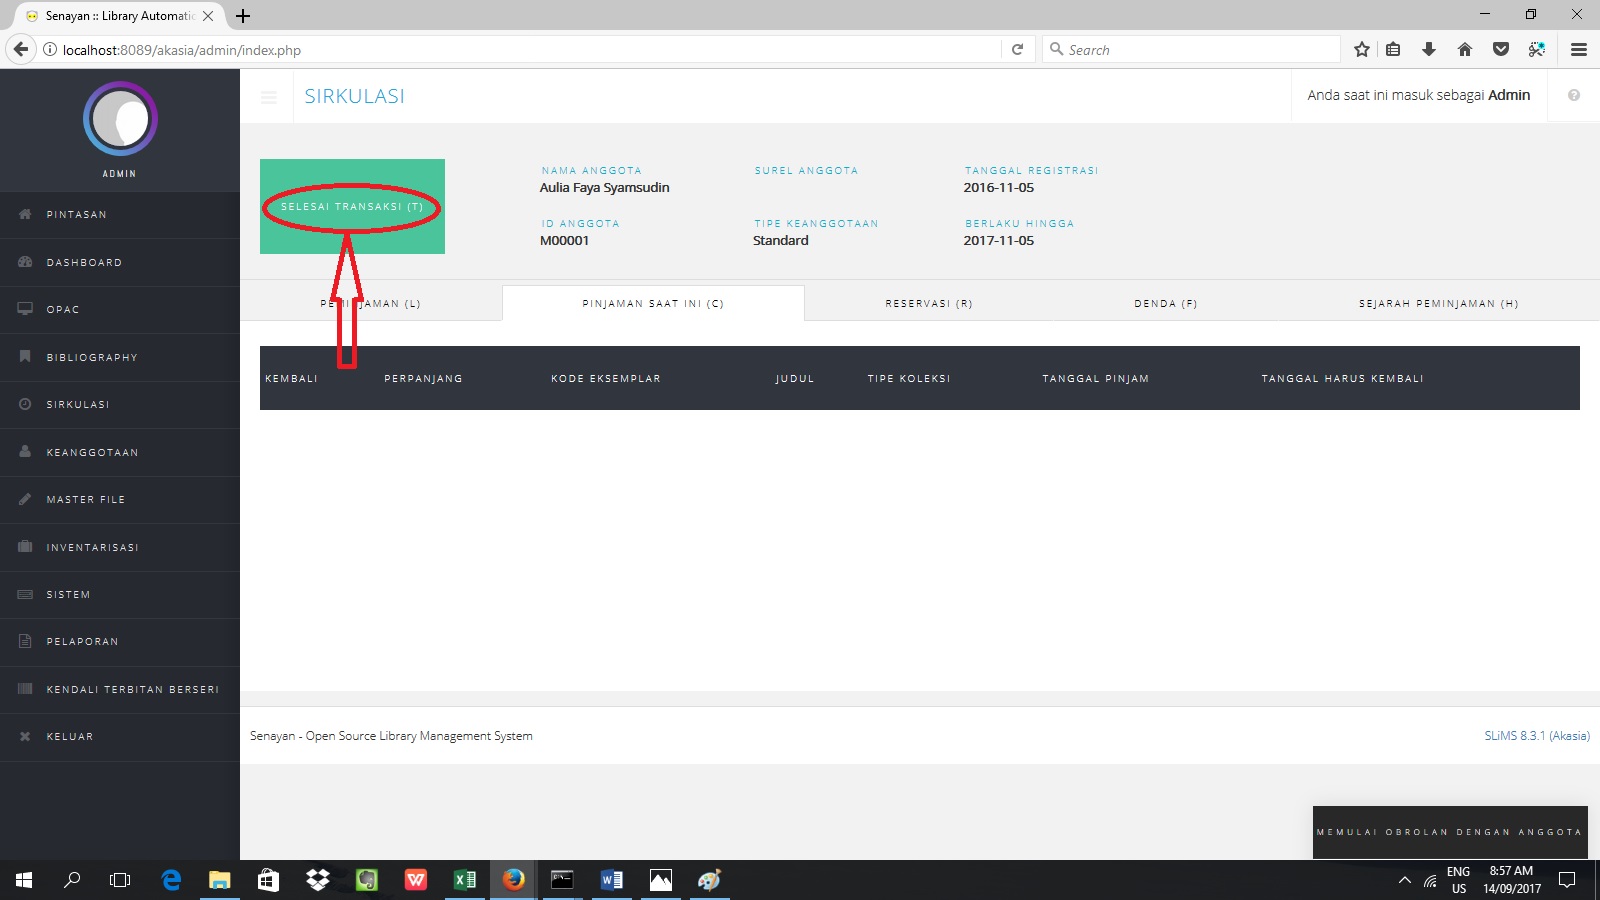 Senayan :: Library Automatic
localhost:8089/akasia/admin/index.php
Search
ADMIN
PINTASAN
DASHBOARD
OPAC
BIBLIOGRAPHY
SIRKULASI
KEANGGOTAAN
MASTER FILE
INVENTARISASI
SISTEM
PELAPORAN
KENDALI TERBITAN BERSERI
KELUAR
SIRKULASI
Anda saat ini masuk sebagai Admin
SELESAI TRANSAKSI (T)
NAMA ANGGOTA
Aulia Faya Syamsudin
SUREL ANGGOTA
TANGGAL REGISTRASI
2016-11-05
ID ANGGOTA
M00001
TIPE KEANGGOTAAN
Standard
BERLAKU HINGGA
2017-11-05
PEMINJAMAN (L)
PINJAMAN SAAT INI (C)
RESERVASI (R)
DENDA (F)
SEJARAH PEMINJAMAN (H)
KEMBALI PERPANJANG KODE EKSEMPLAR JUDUL TIPE KOLEKSI TANGGAL PINJAM TANGGAL HARUS KEMBALI
Senayan - Open Source Library Management System
SLiMS 8.3.1 (Akasia)
MEMULAI OBROLAN DENGAN ANGGOTA
ENG
US
8:57 AM
14/09/2017